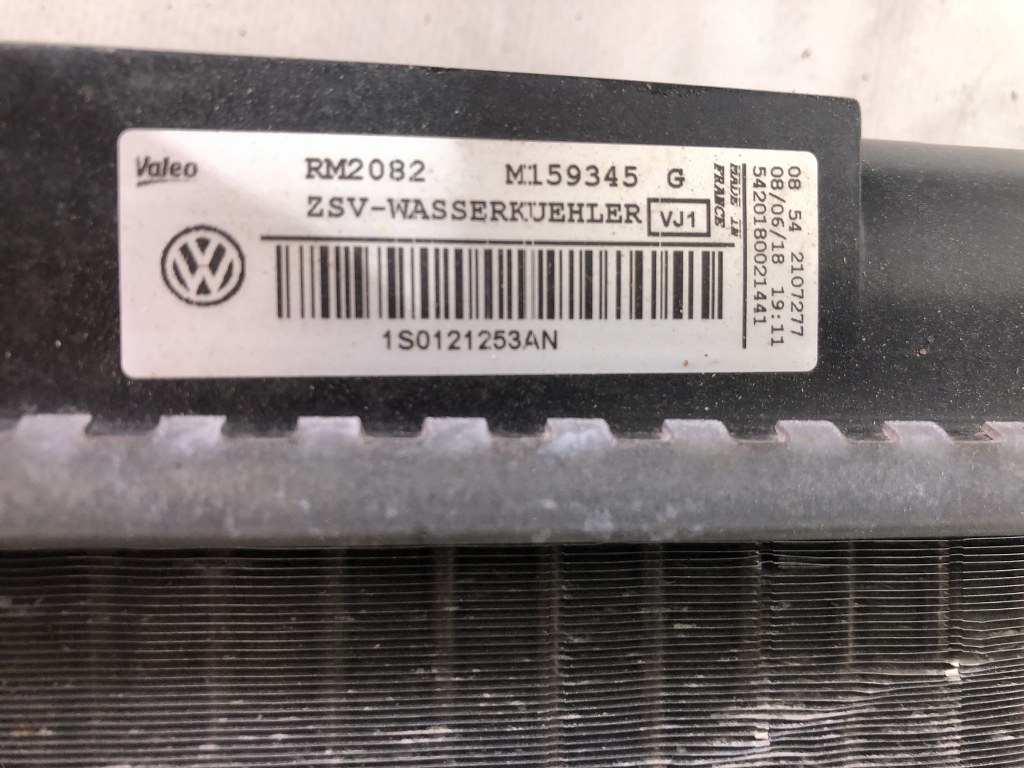 Valeo
RM2082 M159345 G
ZSV-WASSERKUEHLER VJ1
1S0121253AN
MADE IN
FRANCE
08 54 2107277
08/06/18 19:11
5420180021441